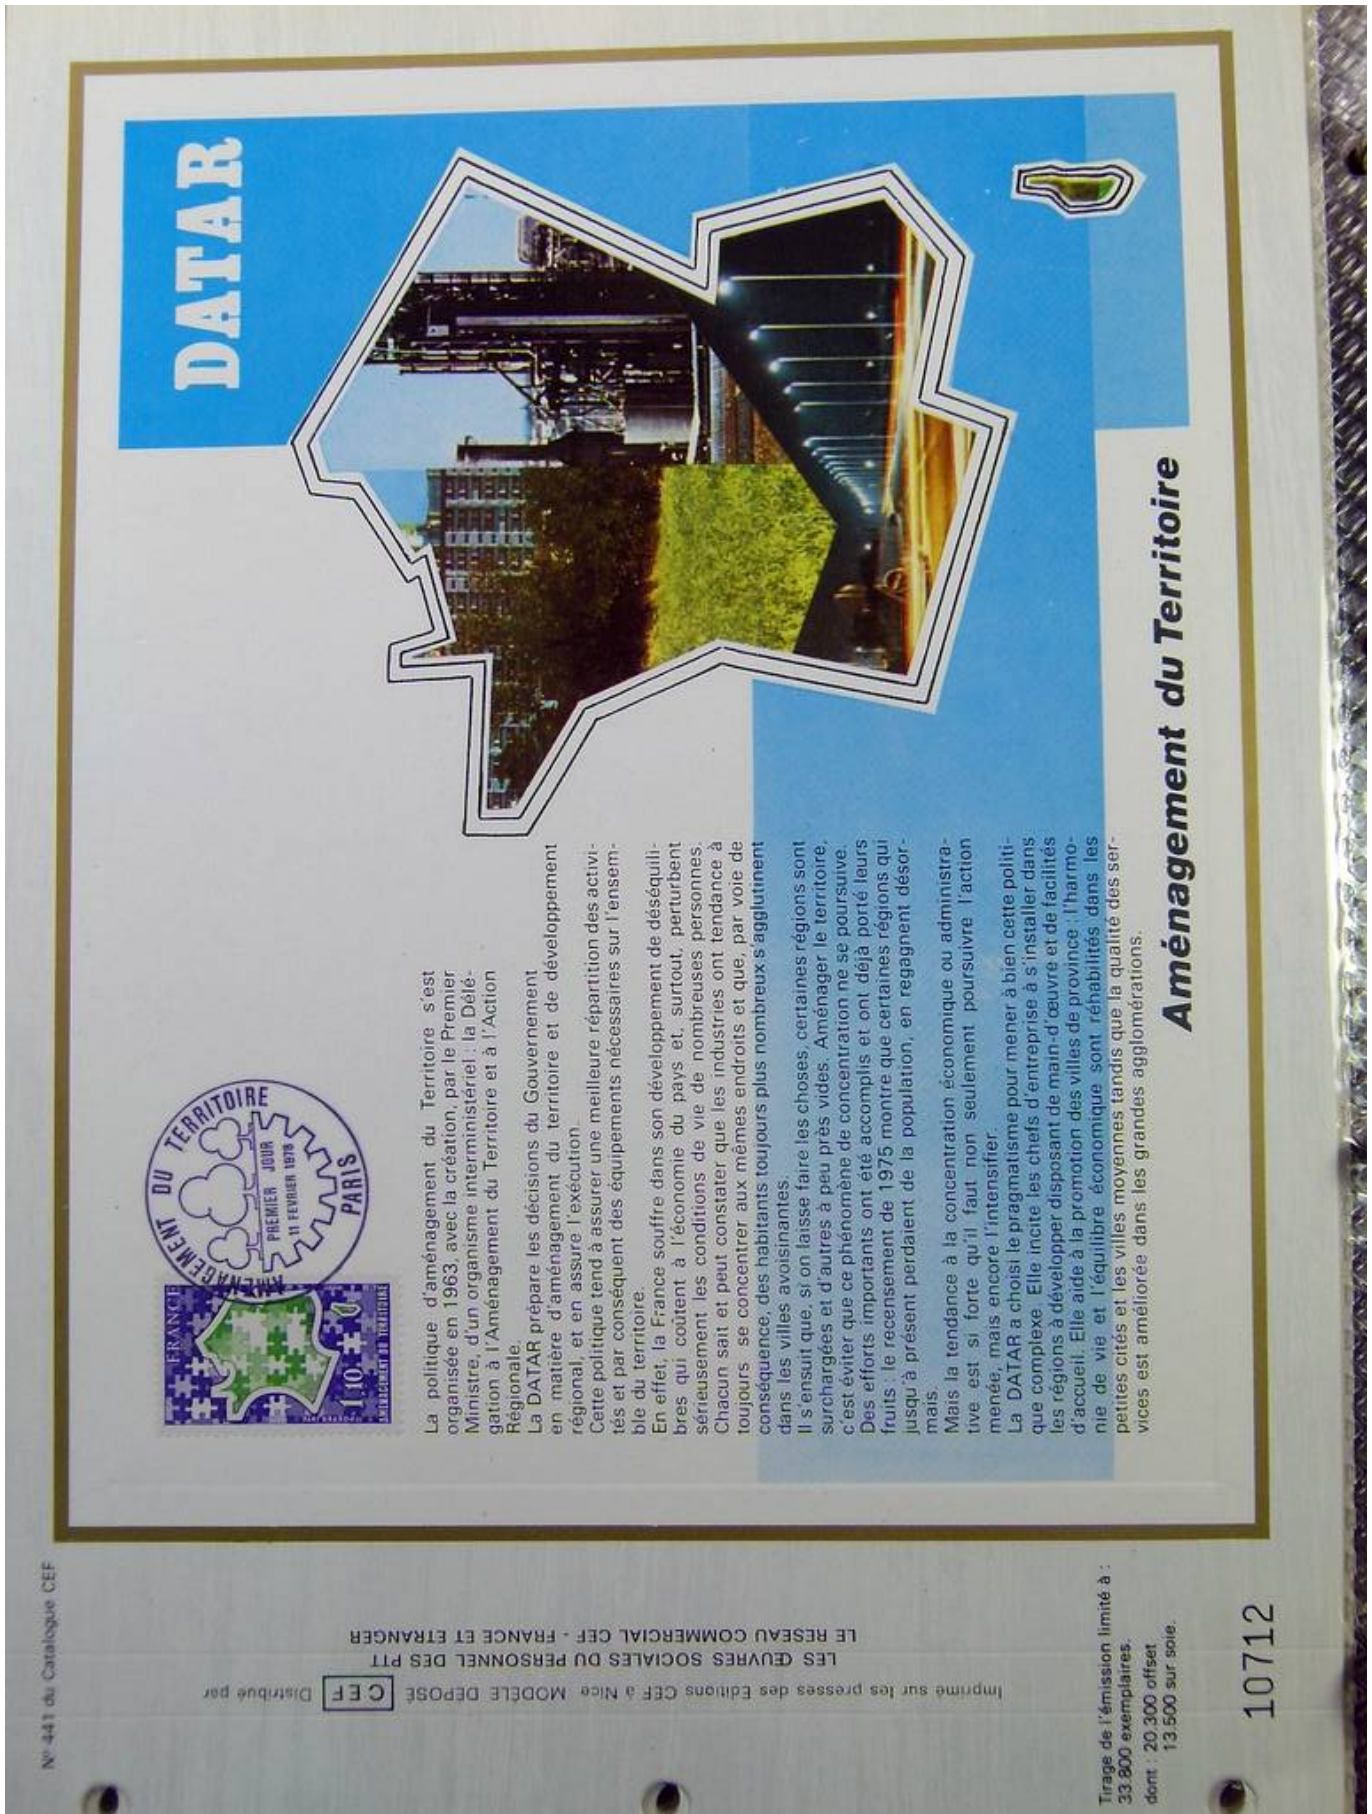 Nº 441 du Catalogue CEF
FRANCE
1.10
AMENAGEMENT DU TERRITOIRE
AMENAGEMENT DU TERRITOIRE
PREMIER JOUR
11 FEVRIER 1978
PARIS
DATAR
La politique d'aménagement du Territoire s'est
organisée en 1963, avec la création, par le Premier
Ministre, d'un organisme interministériel : la Délé-
gation à l'Aménagement du Territoire et à l'Action
Régionale.
La DATAR prépare les décisions du Gouvernement
en matière d'aménagement du territoire et de développement
régional, et en assure l'exécution.
Cette politique tend à assurer une meilleure répartition des activi-
tés et par conséquent des équipements nécessaires sur l'ensem-
ble du territoire.
En effet, la France souffre dans son développement de déséquili-
bres qui coûtent à l'économie du pays et, surtout, perturbent
sérieusement les conditions de vie de nombreuses personnes.
Chacun sait et peut constater que les industries ont tendance à
toujours se concentrer aux mêmes endroits et que, par voie de
conséquence, des habitants toujours plus nombreux s'agglutinent
dans les villes avoisinantes.
Il s'ensuit que, si on laisse faire les choses, certaines régions sont
surchargées et d'autres à peu près vides. Aménager le territoire,
c'est éviter que ce phénomène de concentration ne se poursuive.
Des efforts importants ont été accomplis et ont déjà porté leurs
fruits : le recensement de 1975 montre que certaines régions qui
jusqu'à présent perdaient de la population, en regagnent désor-
mais
Mais la tendance à la concentration économique ou administra-
tive est si forte qu'il faut non seulement poursuivre l'action
menée, mais encore l'intensifier.
La DATAR a choisi le pragmatisme pour mener à bien cette politi-
que complexe. Elle incite les chefs d'entreprise à s'installer dans
les régions à développer disposant de main-d'œuvre et de facilités
d'accueil. Elle aide à la promotion des villes de province : l'harmo-
nie de vie et l'équilibre économique sont réhabilités dans les
petites cités et les villes moyennes tandis que la qualité des ser-
vices est améliorée dans les grandes agglomérations.
Aménagement du Territoire
Imprimé sur les presses des Editions CEF à Nice MODÈLE DÉPOSÉ CEF Distribué par
LES ŒUVRES SOCIALES DU PERSONNEL DES PTT
LE RESEAU COMMERCIAL CEF - FRANCE ET ETRANGER
Tirage de l'émission limité à :
33.800 exemplaires.
dont : 20.300 offset
13.500 sur soie.
10712